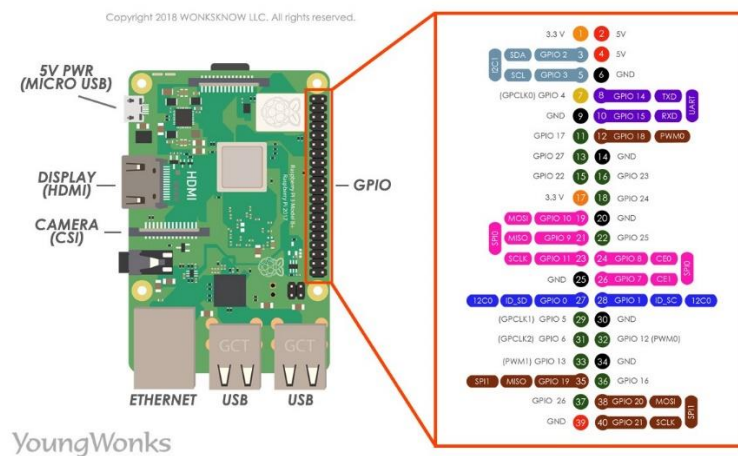 Copyright 2018 WONKSKNOW LLC. All rights reserved.
5V PWR
(MICRO USB)
DISPLAY
(HDMI)
CAMERA
(CSI)
HDMI
GPIO
Raspberry Pi 3 Model B+
GCT
GCT
ETHERNET
USB
USB
3.3 V 1 2 5V
I2C1 SDA GPIO 2 3 4 5V
SCL GPIO 3 5 6 GND
(GPCLK0) GPIO 4 7 8 GPIO 14 TXD UART
GND 9 10 GPIO 15 RXD
GPIO 17 11 12 GPIO 18 PWM0
GPIO 27 13 14 GND
GPIO 22 15 16 GPIO 23
3.3 V 17 18 GPIO 24
SPI0 MOSI GPIO 10 19 20 GND
MISO GPIO 9 21 22 GPIO 25
SCLK GPIO 11 23 24 GPIO 8 CE0 SPI0
GND 25 26 GPIO 7 CE1
12C0 ID_SD GPIO 0 27 28 GPIO 1 ID_SC 12C0
(GPCLK1) GPIO 5 29 30 GND
(GPCLK2) GPIO 6 31 32 GPIO 12 (PWM0)
(PWM1) GPIO 13 33 34 GND
SPI1 MISO GPIO 19 35 36 GPIO 16
GPIO 26 37 38 GPIO 20 MOSI SPI1
GND 39 40 GPIO 21 SCLK
YoungWonks